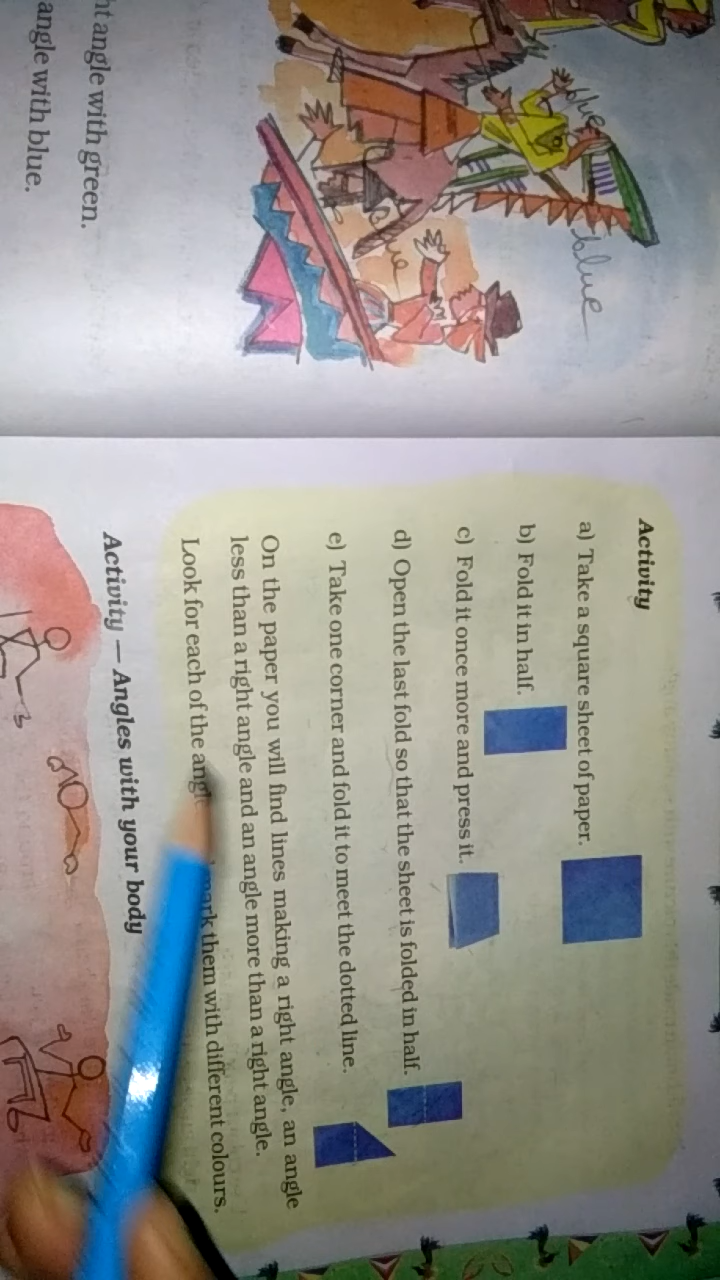 ht angle with green.
angle with blue.
blue
blue
Activity
a) Take a square sheet of paper.
b) Fold it in half.
c) Fold it once more and press it.
d) Open the last fold so that the sheet is folded in half.
e) Take one corner and fold it to meet the dotted line.
On the paper you will find lines making a right angle, an angle
less than a right angle and an angle more than a right angle.
Look for each of the angl mark them with different colours.
Activity — Angles with your body